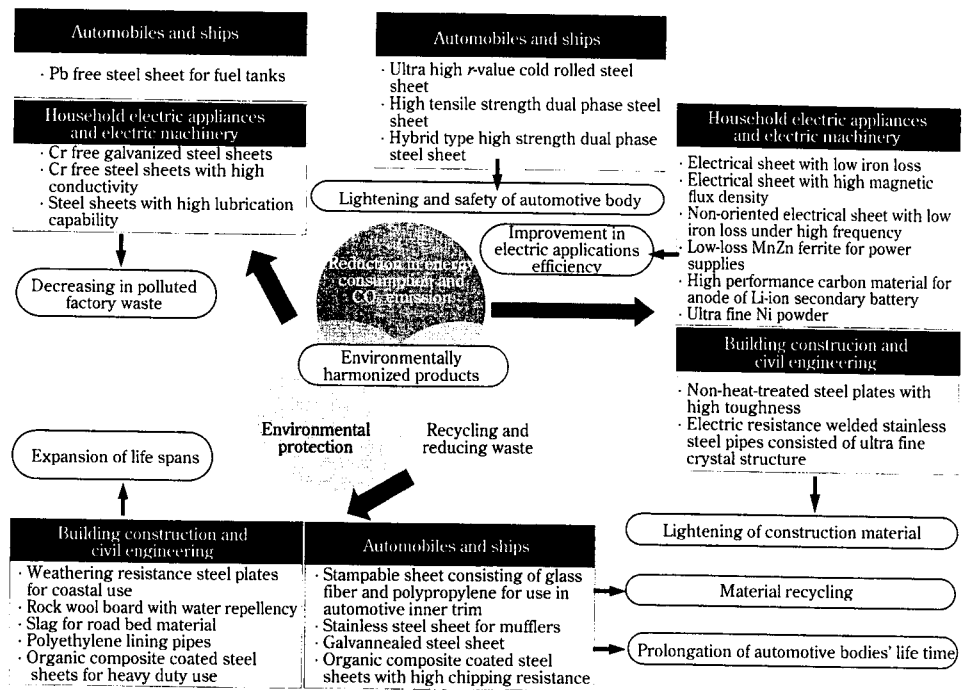 Automobiles and ships
· Pb free steel sheet for fuel tanks
Household electric appliances
and electric machinery
· Cr free galvanized steel sheets
· Cr free steel sheets with high
conductivity
· Steel sheets with high lubrication
capability
Decreasing in polluted
factory waste
Automobiles and ships
· Ultra high r-value cold rolled steel
sheet
· High tensile strength dual phase steel
sheet
· Hybrid type high strength dual phase
steel sheet
Lightening and safety of automotive body
Improvement in
electric applications
efficiency
Reduction in energy
consumption and
CO2 emission
Environmentally
harmonized products
Environmental
protection
Recycling and
reducing waste
Household electric appliances
and electric machinery
· Electrical sheet with low iron loss
· Electrical sheet with high magnetic
flux density
· Non-oriented electrical sheet with low
iron loss under high frequency
· Low-loss MnZn ferrite for power
supplies
· High performance carbon material for
anode of Li-ion secondary battery
· Ultra fine Ni powder
Building construcion and
civil engineering
· Non-heat-treated steel plates with
high toughness
· Electric resistance welded stainless
steel pipes consisted of ultra fine
crystal structure
Lightening of construction material
Expansion of life spans
Building construction and
civil engineering
· Weathering resistance steel plates
for coastal use
· Rock wool board with water repellency
· Slag for road bed material
· Polyethylene lining pipes
· Organic composite coated steel
sheets for heavy duty use
Automobiles and ships
· Stampable sheet consisting of glass
fiber and polypropylene for use in
automotive inner trim
· Stainless steel sheet for mufflers
· Galvannealed steel sheet
· Organic composite coated steel
sheets with high chipping resistance
Material recycling
Prolongation of automotive bodies' life time